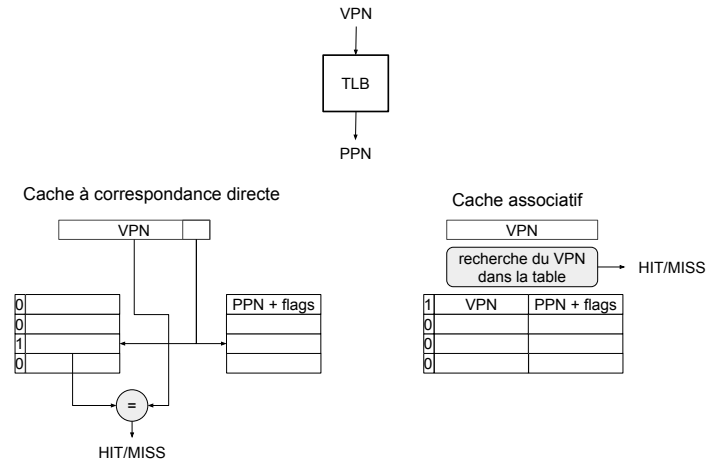 VPN
TLB
PPN
Cache à correspondance directe
VPN
0
0
1
0
PPN + flags
=
HIT/MISS
Cache associatif
VPN
recherche du VPN
dans la table
HIT/MISS
1 VPN PPN + flags
0
0
0